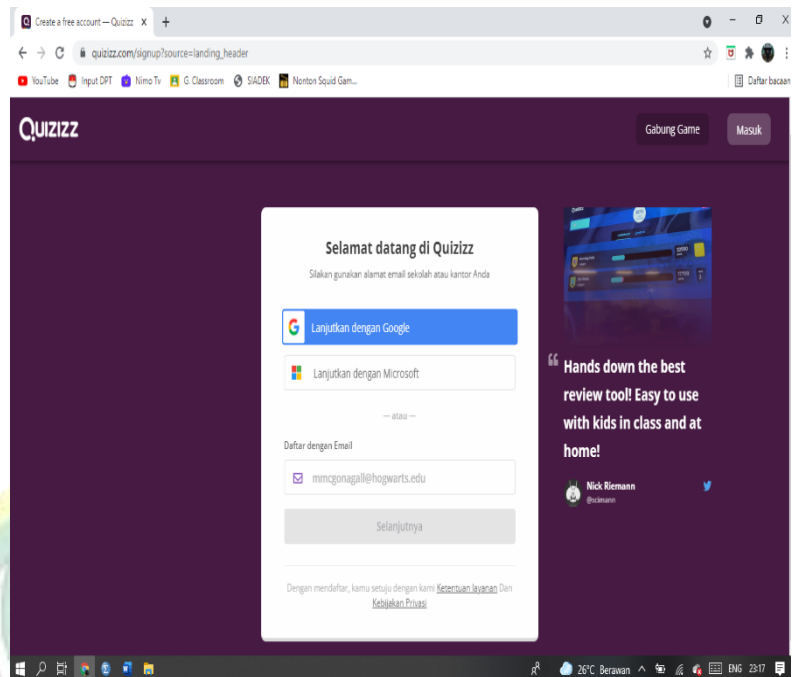 Create a free account — Quizizz
quizizz.com/signup?source=landing_header
YouTube Input DPT Nimo Tv G. Classroom SIADEK Nonton Squid Gam... Daftar bacaan
Quizizz
Gabung Game Masuk
Selamat datang di Quizizz
Silakan gunakan alamat email sekolah atau kantor Anda
Lanjutkan dengan Google
Lanjutkan dengan Microsoft
— atau —
Daftar dengan Email
mmcgonagall@hogwarts.edu
Selanjutnya
Dengan mendaftar, kamu setuju dengan kami Ketentuan layanan Dan
Kebijakan Privasi
“ Hands down the best
review tool! Easy to use
with kids in class and at
home!
Nick Riemann
@scimann
26°C Berawan ENG 23:17